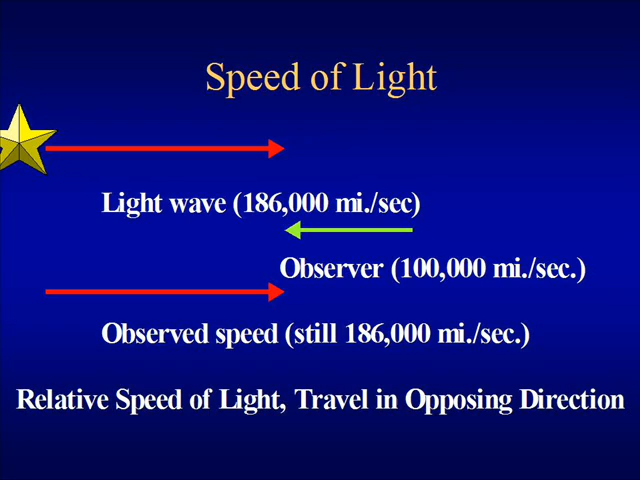 Speed of Light
Light wave (186,000 mi./sec)
Observer (100,000 mi./sec.)
Observed speed (still 186,000 mi./sec.)
Relative Speed of Light, Travel in Opposing Direction